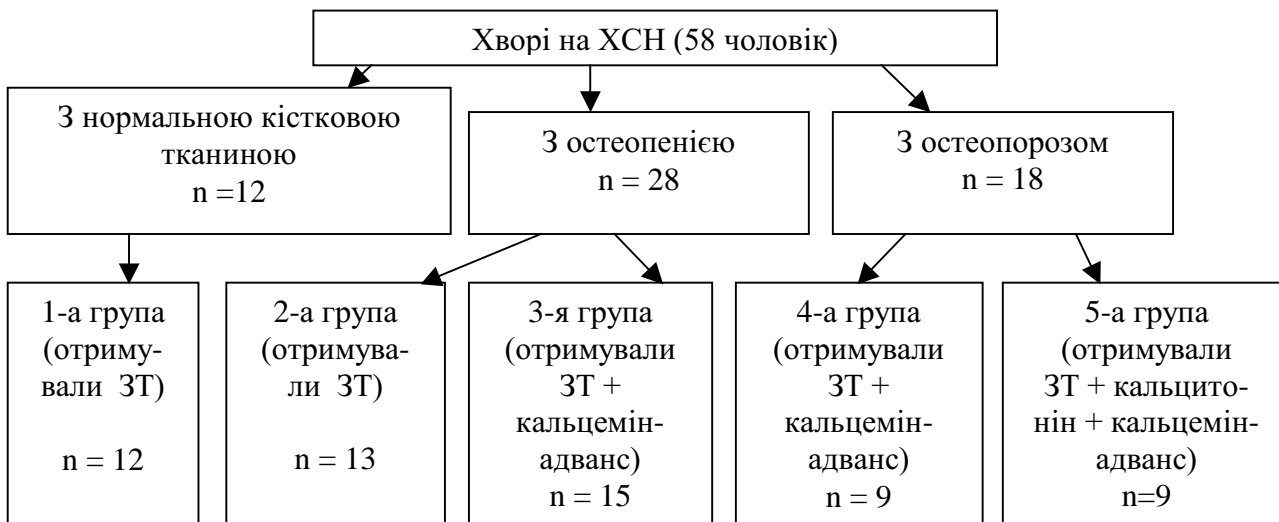 Хворі на ХСН (58 чоловік)
З нормальною кістковою
тканиною
n =12
З остеопенією
n = 28
З остеопорозом
n = 18
1-а група
(отриму-
вали ЗТ)
n = 12
2-а група
(отримува-
ли ЗТ)
n = 13
3-я група
(отримували
ЗТ +
кальцемін-
адванс)
n = 15
4-а група
(отримували
ЗТ +
кальцемін-
адванс)
n = 9
5-а група
(отримували
ЗТ + кальцито-
нін + кальцемін-
адванс)
n=9